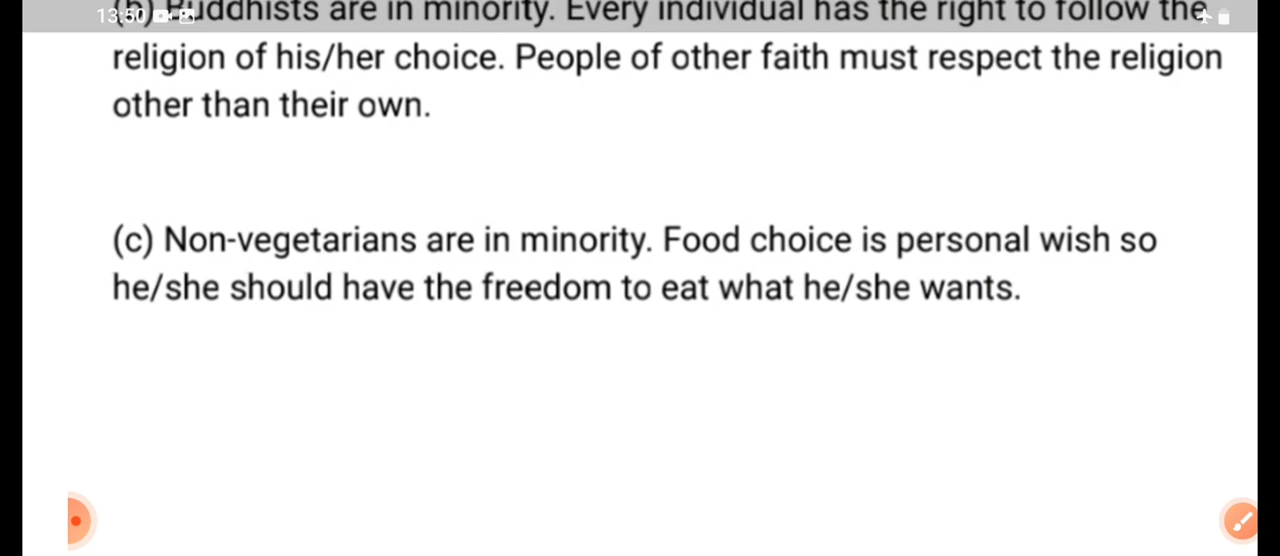 13:50
(b) Buddhists are in minority. Every individual has the right to follow the
religion of his/her choice. People of other faith must respect the religion
other than their own.
(c) Non-vegetarians are in minority. Food choice is personal wish so
he/she should have the freedom to eat what he/she wants.